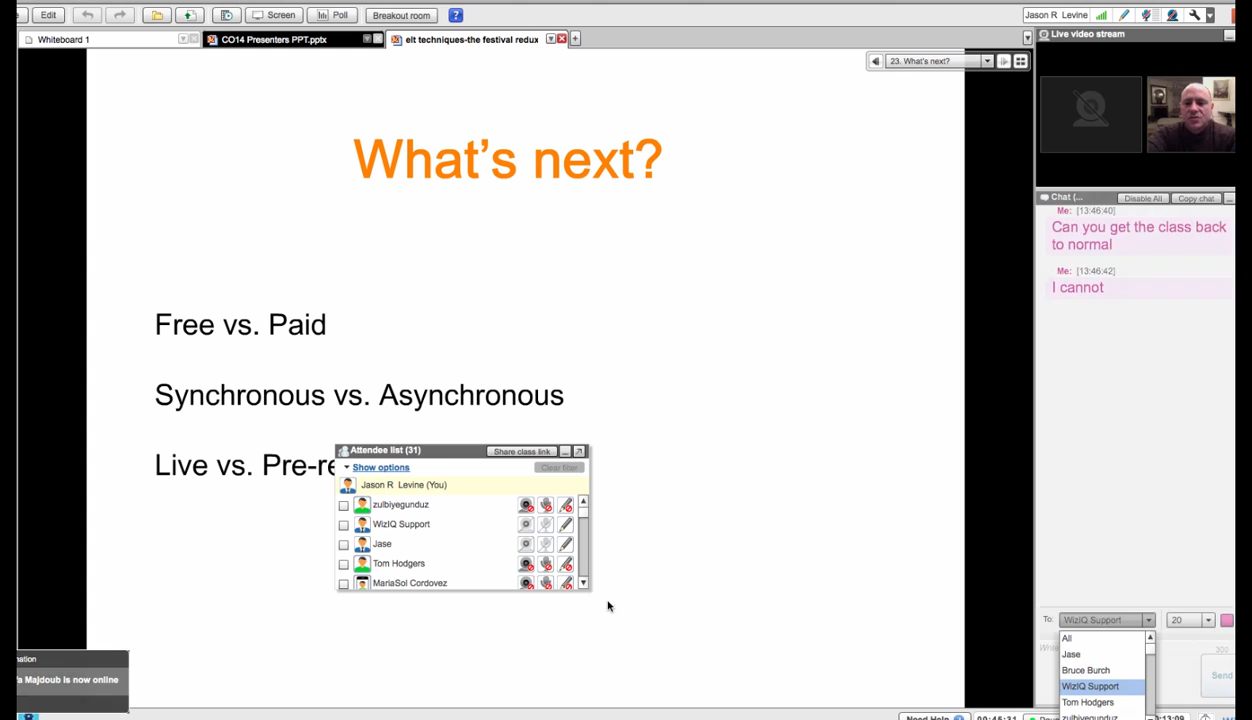 Edit
Screen
Poll
Breakout room
?
Jason R Levine
Whiteboard 1
CO14 Presenters PPT.pptx
elt techniques-the festival redux
+
Live video stream
23. What's next?
What's next?
Chat (...
Disable All
Copy chat
Me: [13:46:40]
Can you get the class back
to normal
Me: [13:46:42]
I cannot
Free vs. Paid
Synchronous vs. Asynchronous
Live vs. Pre-re
Attendee list (31)
Share class link
Show options
Clear filter
Jason R Levine (You)
zulbiyegunduz
WizIQ Support
Jase
Tom Hodgers
MariaSol Cordovez
To:
WizIQ Support
20
All
Jase
Bruce Burch
WizIQ Support
Tom Hodgers
zulbiyegunduz
300
Send
mation
a Majdoub is now online
Need Help
00:45:31